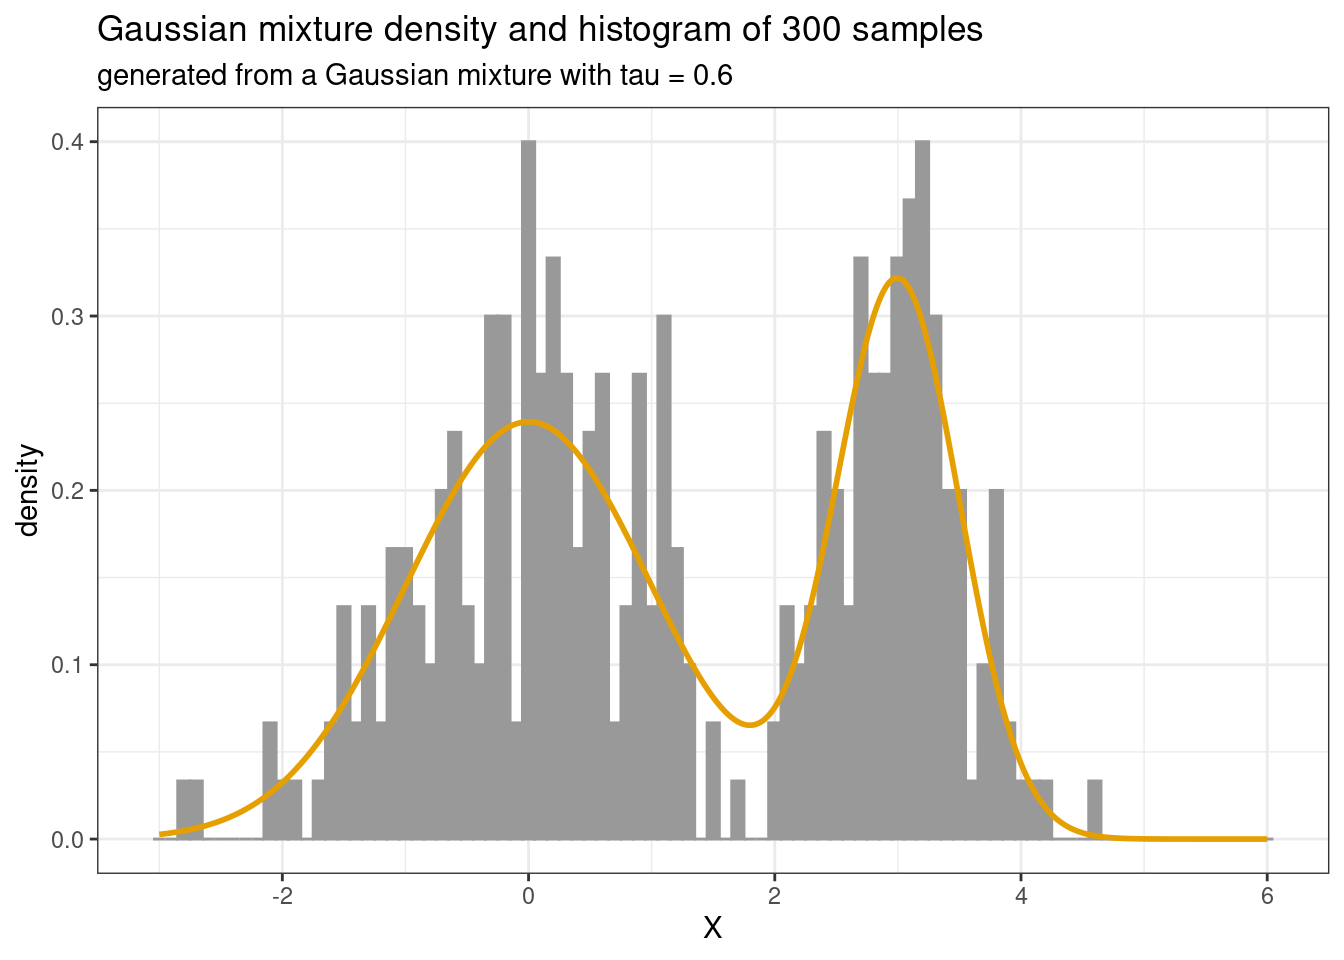 Gaussian mixture density and histogram of 300 samples
generated from a Gaussian mixture with tau = 0.6
0.4
0.3
0.2
0.1
0.0
density
-2 0 2 4 6
X